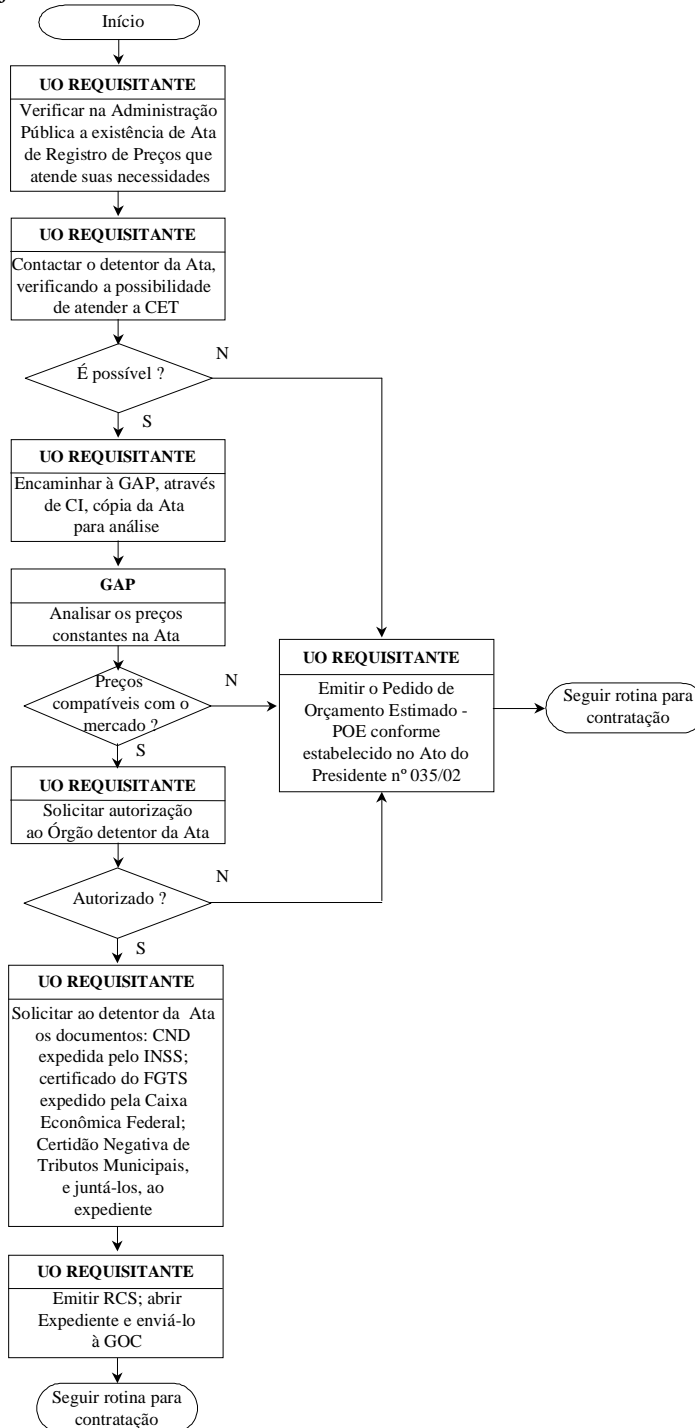 Início
UO REQUISITANTE
Verificar na Administração
Pública a existência de Ata
de Registro de Preços que
atende suas necessidades
UO REQUISITANTE
Contactar o detentor da Ata,
verificando a possibilidade
de atender a CET
É possível ?
N
S
UO REQUISITANTE
Encaminhar à GAP, através
de CI, cópia da Ata
para análise
GAP
Analisar os preços
constantes na Ata
Preços
compatíveis com o
mercado ?
N
S
UO REQUISITANTE
Emitir o Pedido de
Orçamento Estimado -
POE conforme
estabelecido no Ato do
Presidente nº 035/02
Seguir rotina para
contratação
UO REQUISITANTE
Solicitar autorização
ao Órgão detentor da Ata
Autorizado ?
N
S
UO REQUISITANTE
Solicitar ao detentor da Ata
os documentos: CND
expedida pelo INSS;
certificado do FGTS
expedido pela Caixa
Econômica Federal;
Certidão Negativa de
Tributos Municipais,
e juntá-los, ao
expediente
UO REQUISITANTE
Emitir RCS; abrir
Expediente e enviá-lo
à GOC
Seguir rotina para
contratação